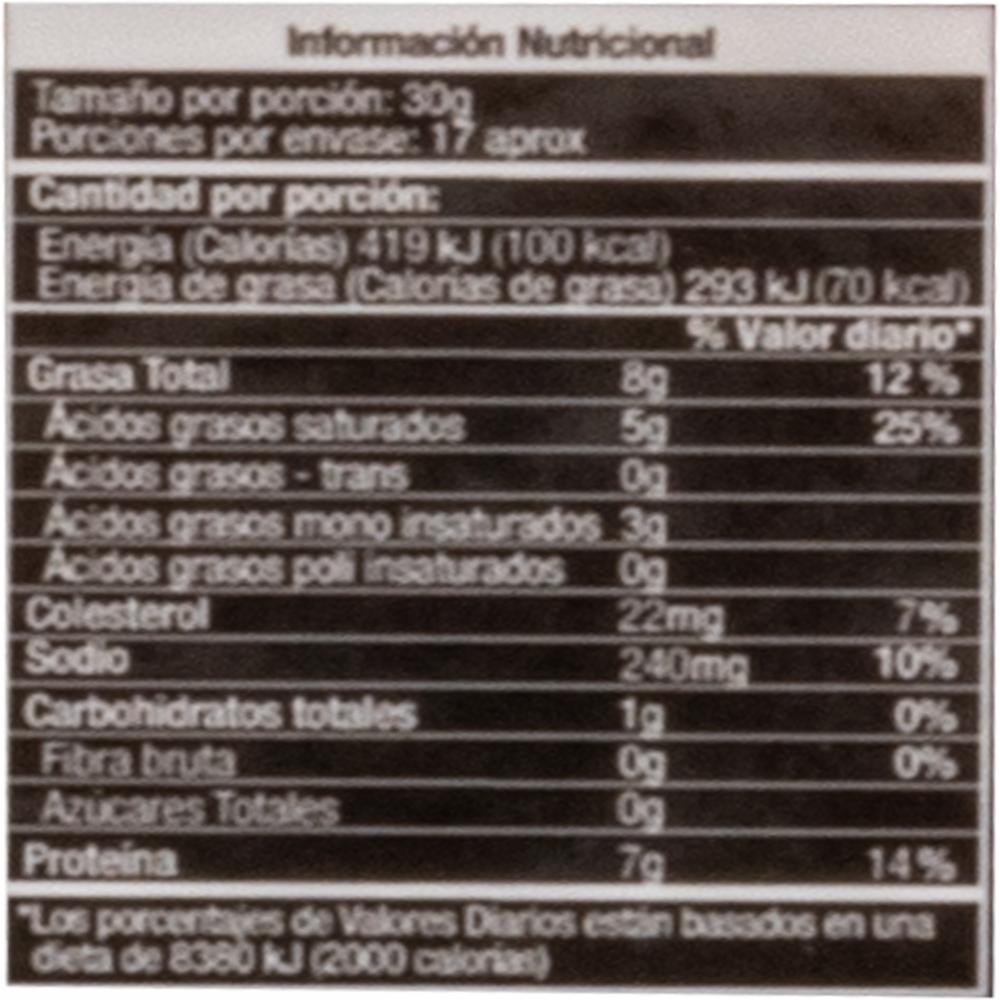 Información Nutricional
Tamaño por porción: 30g
Porciones por envase: 17 aprox
Cantidad por porción:
Energía (Calorías) 419 kJ (100 kcal)
Energía de grasa (Calorías de grasa) 293 kJ (70 kcal)
% Valor diario*
Grasa Total 8g 12 %
Ácidos grasos saturados 5g 25%
Ácidos grasos - trans 0g
Ácidos grasos mono insaturados 3g
Ácidos grasos poli insaturados 0g
Colesterol 22mg 7%
Sodio 240mg 10%
Carbohidratos totales 1g 0%
Fibra bruta 0g 0%
Azúcares Totales 0g
Proteína 7g 14%
*Los porcentajes de Valores Diarios están basados en una
dieta de 8380 kJ (2000 calorías)